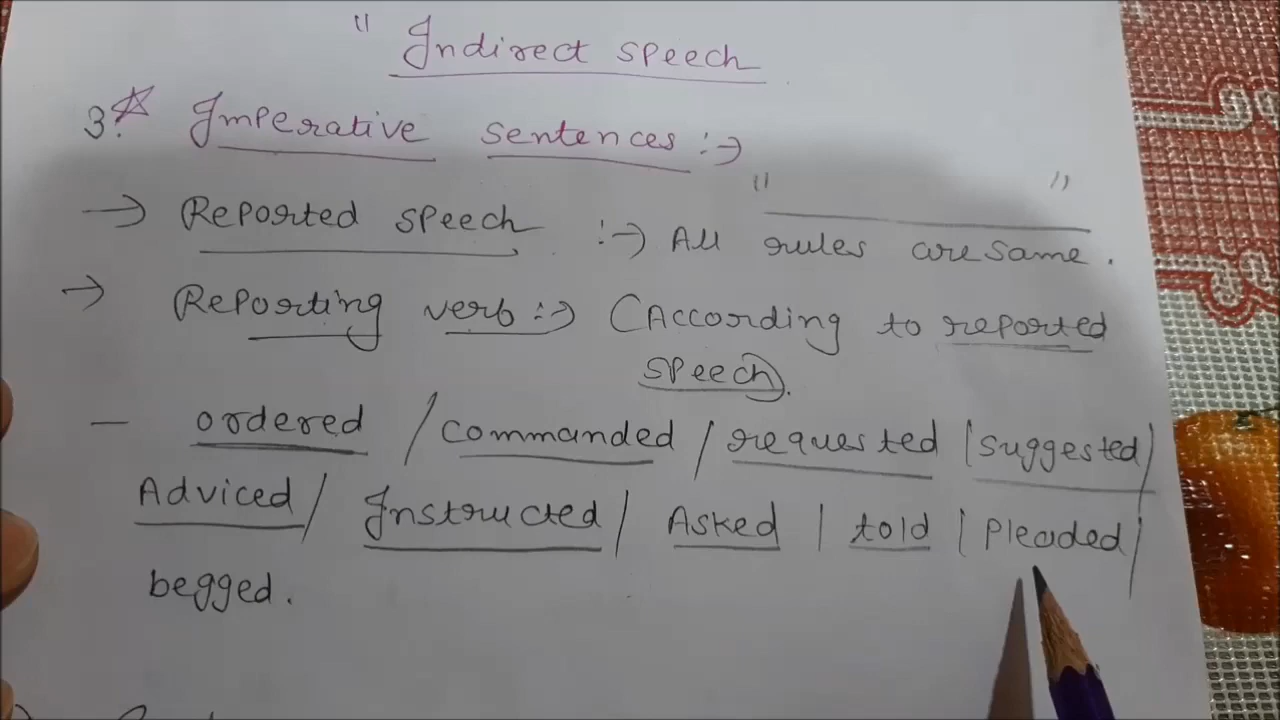 " Indirect speech
3.☆ Imperative sentences :→
" "
→ Reported speech :→ All rules are same.
→ Reporting verb :→ (According to reported
speech).
– ordered / commanded / requested / suggested /
Adviced / Instructed / Asked / told / Pleaded /
begged.